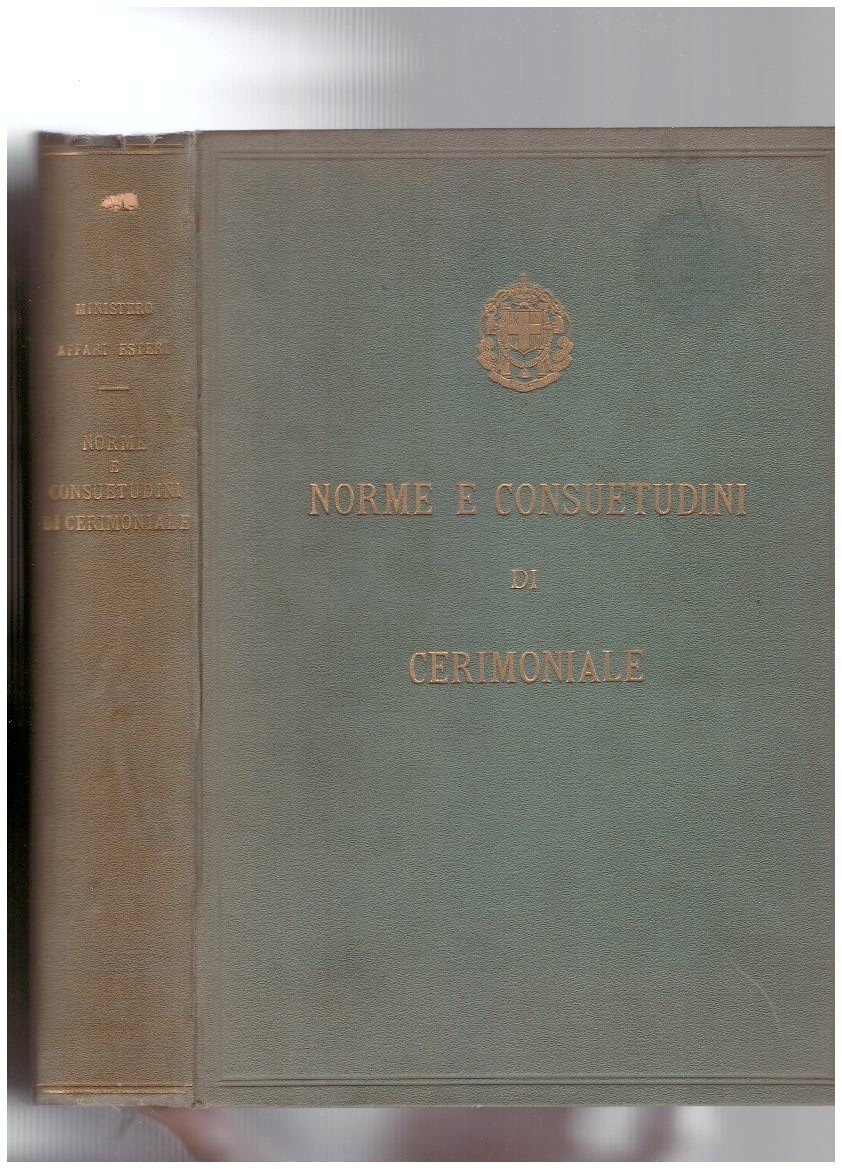 MINISTERO
AFFARI ESTERI
NORME
E
CONSUETUDINI
DI CERIMONIALE
NORME E CONSUETUDINI
DI
CERIMONIALE